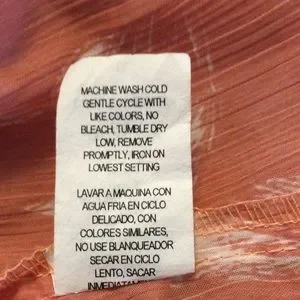 MACHINE WASH COLD
GENTLE CYCLE WITH
LIKE COLORS, NO
BLEACH, TUMBLE DRY
LOW, REMOVE
PROMPTLY, IRON ON
LOWEST SETTING
LAVAR A MAQUINA CON
AGUA FRIA EN CICLO
DELICADO, CON
COLORES SIMILARES,
NO USE BLANQUEADOR
SECAR EN CICLO
LENTO, SACAR